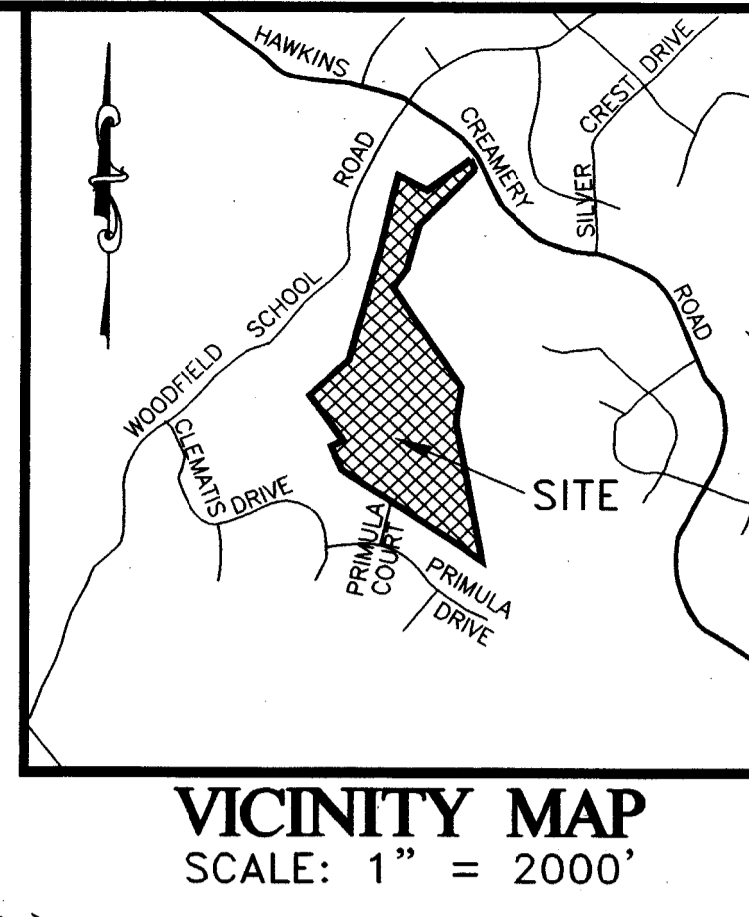 HAWKINS
CREAMERY
ROAD
CREST DRIVE
SILVER
ROAD
WOODFIELD
SCHOOL
ROAD
CLEMATIS
DRIVE
PRIMULA
COURT
PRIMULA
DRIVE
SITE
VICINITY MAP
SCALE: 1" = 2000'